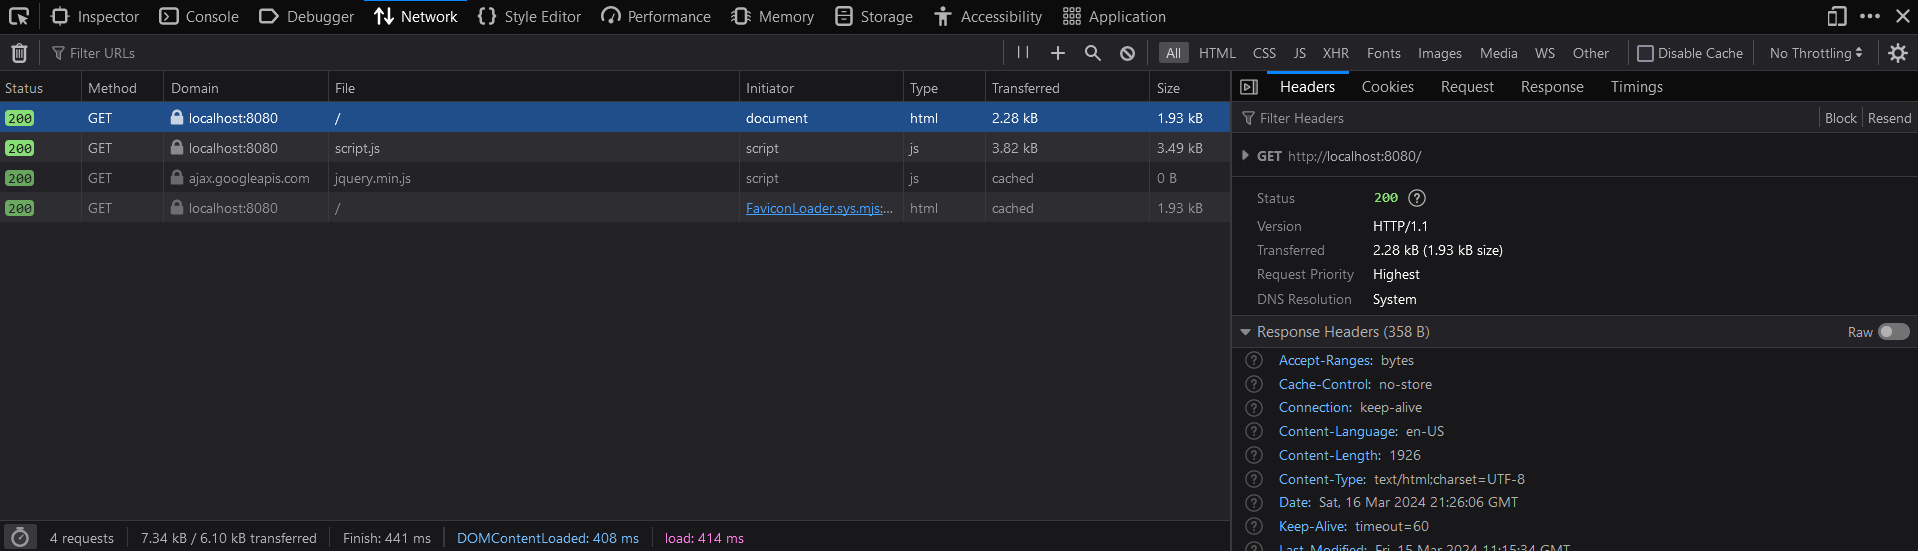 Inspector Console Debugger Network Style Editor Performance Memory Storage Accessibility Application
Filter URLs All HTML CSS JS XHR Fonts Images Media WS Other Disable Cache No Throttling
Status Method Domain File Initiator Type Transferred Size
200 GET localhost:8080 / document html 2.28 kB 1.93 kB
200 GET localhost:8080 script.js script js 3.82 kB 3.49 kB
200 GET ajax.googleapis.com jquery.min.js script js cached 0 B
200 GET localhost:8080 / FaviconLoader.sys.mjs:... html cached 1.93 kB
4 requests 7.34 kB / 6.10 kB transferred Finish: 441 ms DOMContentLoaded: 408 ms load: 414 ms
Headers Cookies Request Response Timings
Filter Headers Block Resend
GET http://localhost:8080/
Status 200
Version HTTP/1.1
Transferred 2.28 kB (1.93 kB size)
Request Priority Highest
DNS Resolution System
Response Headers (358 B) Raw
Accept-Ranges: bytes
Cache-Control: no-store
Connection: keep-alive
Content-Language: en-US
Content-Length: 1926
Content-Type: text/html;charset=UTF-8
Date: Sat, 16 Mar 2024 21:26:06 GMT
Keep-Alive: timeout=60
Last-Modified: Fri, 15 Mar 2024 11:15:34 GMT